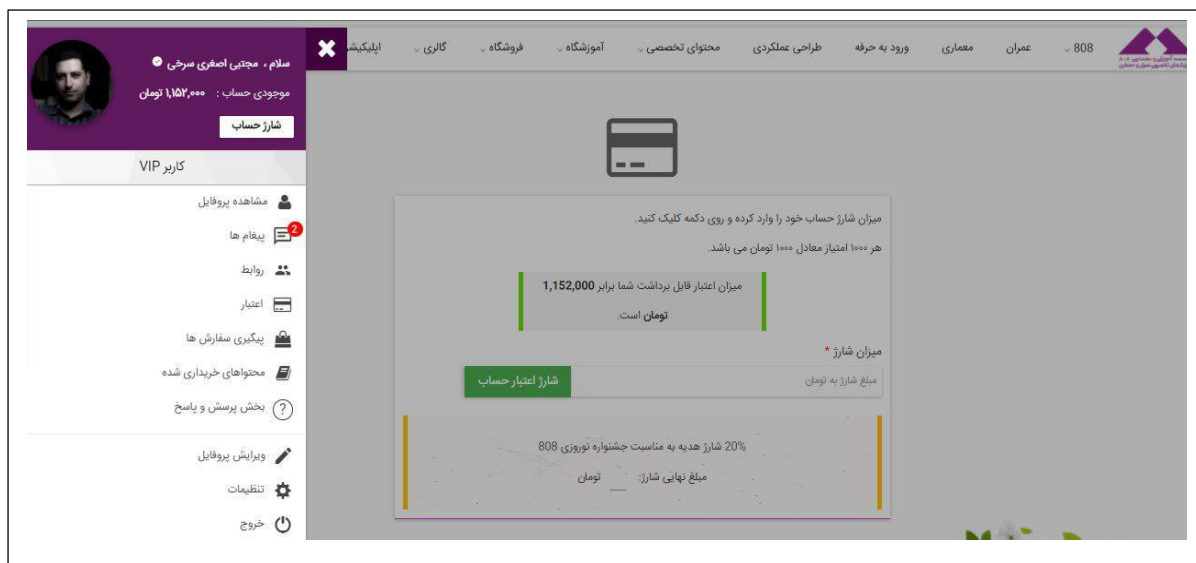 808
عمران
معماری
ورود به حرفه
طراحی عملکردی
محتوای تخصصی
آموزشگاه
فروشگاه
گالری
سلام ، مجتبی اصغری سرخی
موجودی حساب : ۱,۱۵۲,۰۰۰ تومان
شارژ حساب
کاربر VIP
مشاهده پروفایل
پیغام ها
2
روابط
اعتبار
پیگیری سفارش ها
محتواهای خریداری شده
بخش پرسش و پاسخ
ویرایش پروفایل
تنظیمات
خروج
میزان شارژ حساب خود را وارد کرده و روی دکمه کلیک کنید.
هر ۱۰۰۰ امتیاز معادل ۱۰۰۰ تومان می باشد.
میزان اعتبار قابل برداشت شما برابر 1,152,000
تومان است.
میزان شارژ *
مبلغ شارژ به تومان
شارژ اعتبار حساب
20% شارژ هدیه به مناسبت جشنواره نوروزی 808
مبلغ نهایی شارژ: __ تومان